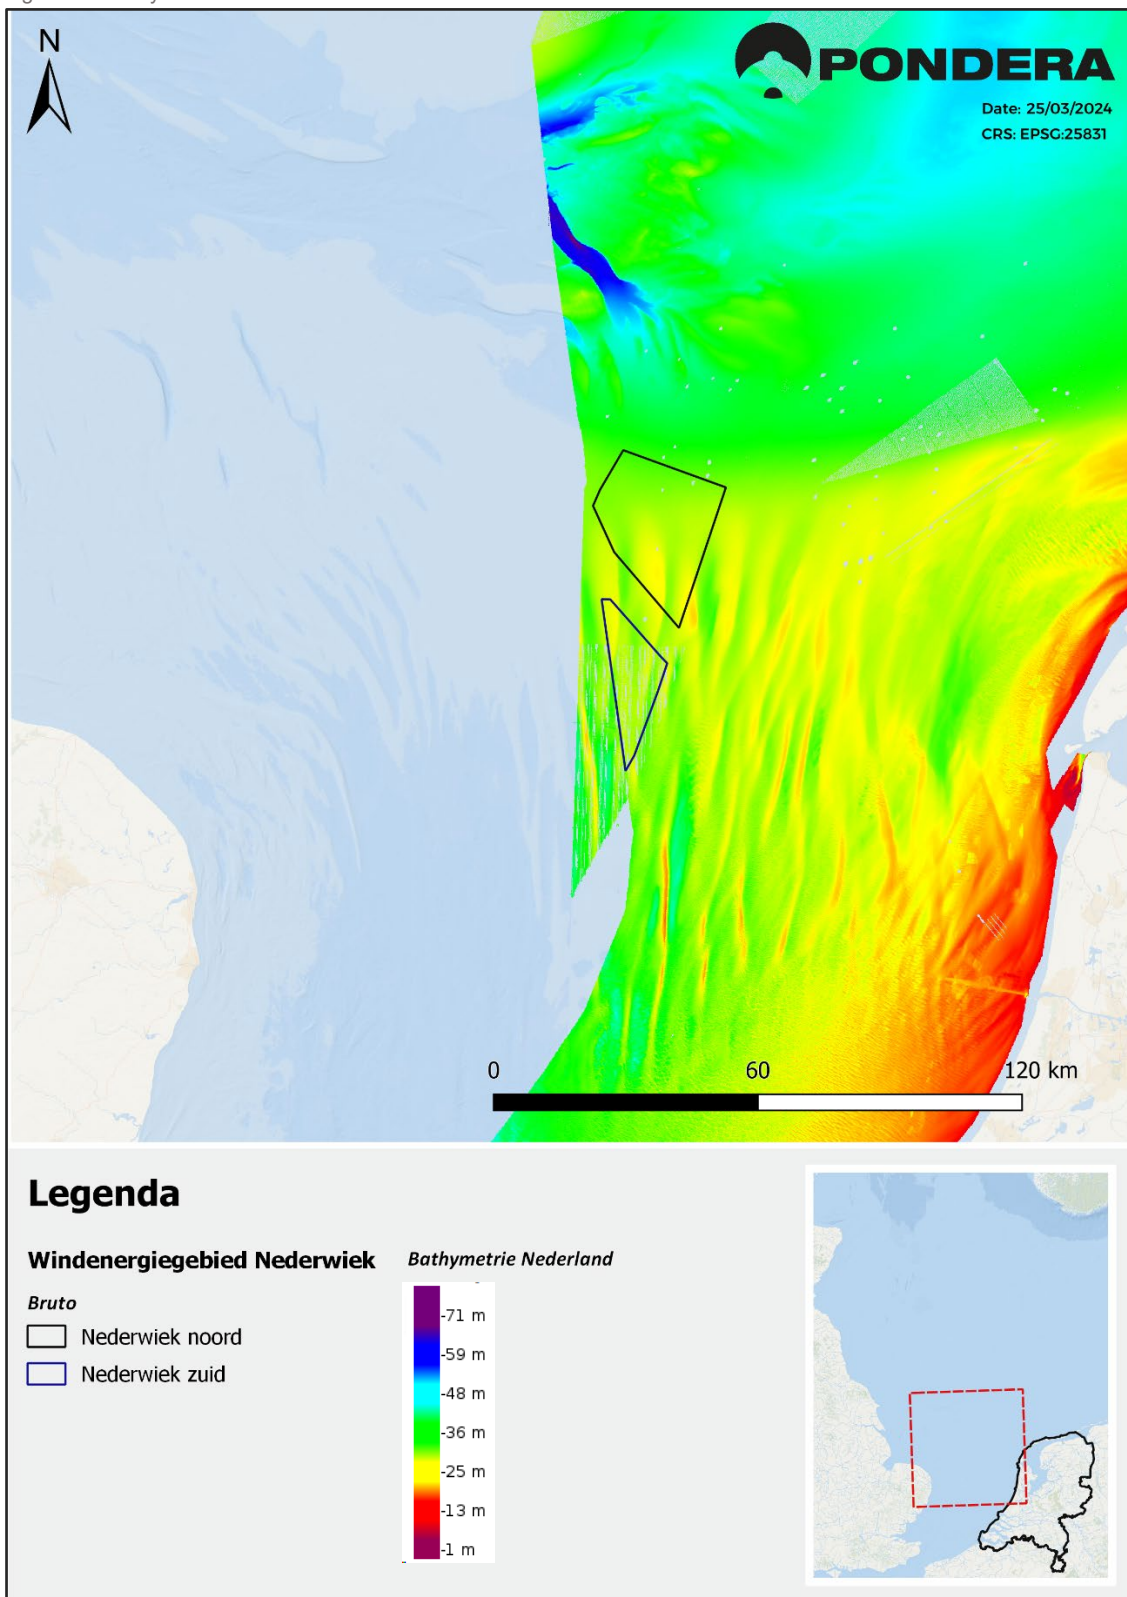 N
PONDERA
Date: 25/03/2024
CRS: EPSG:25831
0 60 120 km
Legenda
Windenergiegebied Nederwiek
Bruto
Nederwiek noord
Nederwiek zuid
Bathymetrie Nederland
-71 m
-59 m
-48 m
-36 m
-25 m
-13 m
-1 m